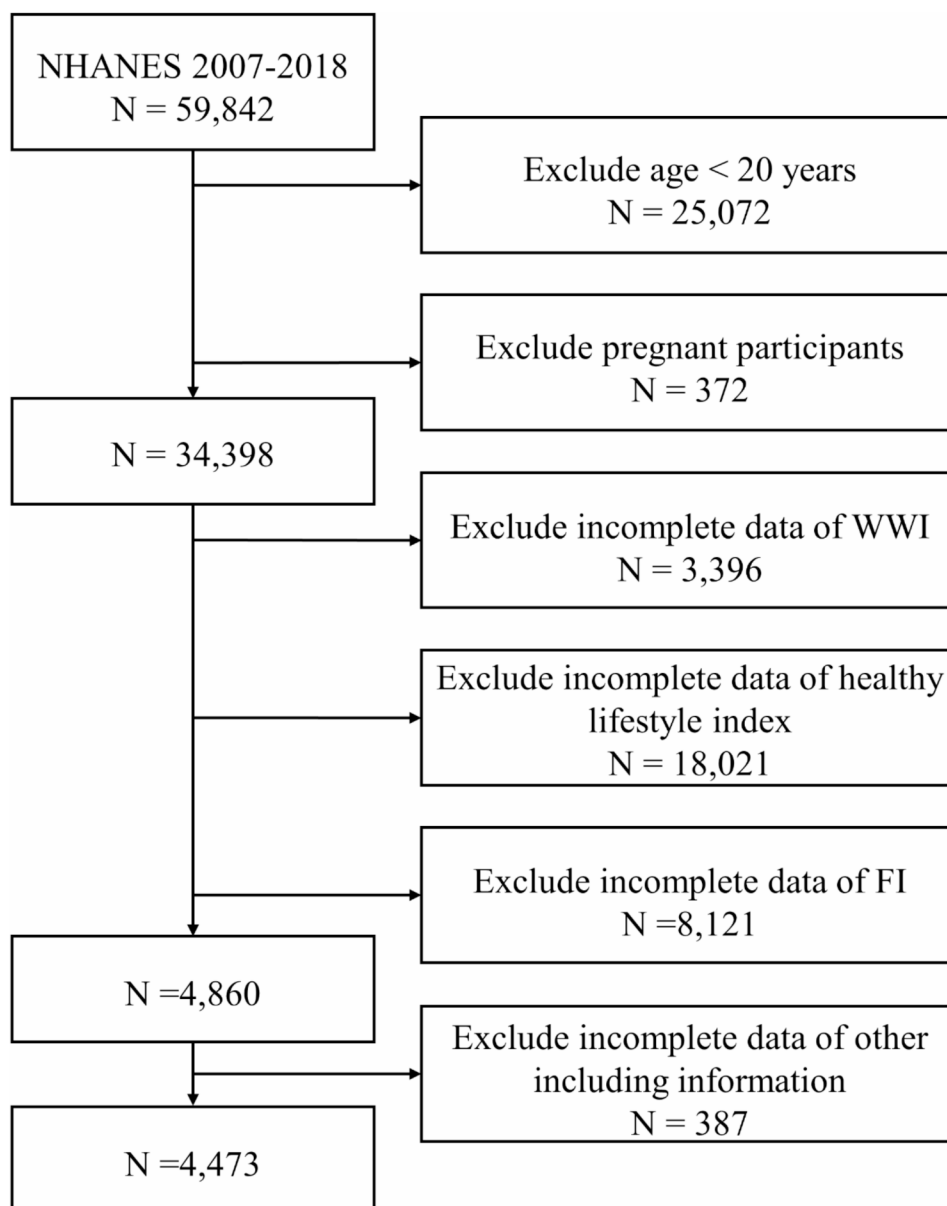 NHANES 2007-2018
N = 59,842
Exclude age < 20 years
N = 25,072
Exclude pregnant participants
N = 372
N = 34,398
Exclude incomplete data of WWI
N = 3,396
Exclude incomplete data of healthy
lifestyle index
N = 18,021
Exclude incomplete data of FI
N =8,121
N =4,860
Exclude incomplete data of other
including information
N = 387
N =4,473